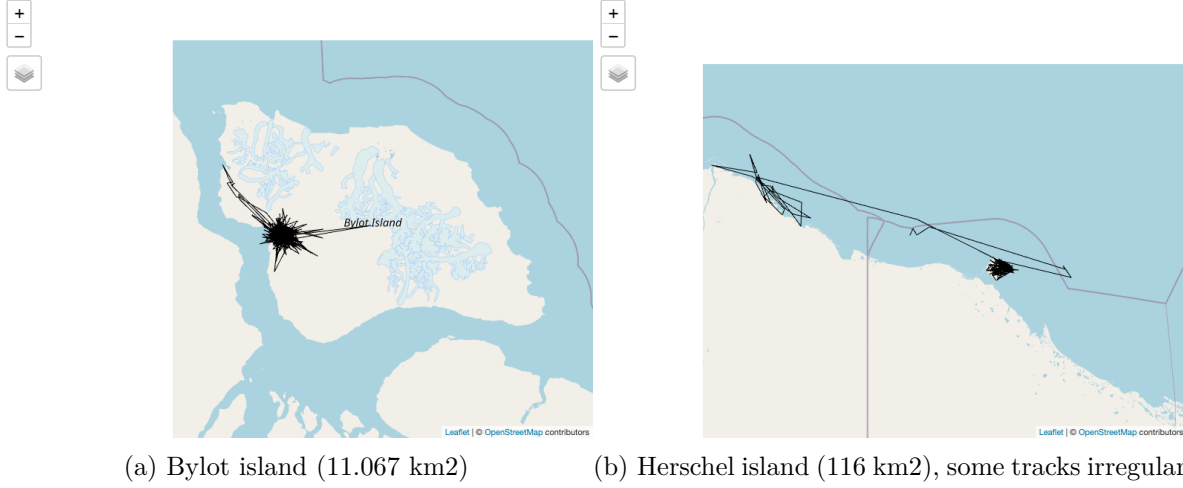 +
−
+
−
Bylot Island
Leaflet | © OpenStreetMap contributors
Leaflet | © OpenStreetMap contributors
(a) Bylot island (11.067 km2)
(b) Herschel island (116 km2), some tracks irregular